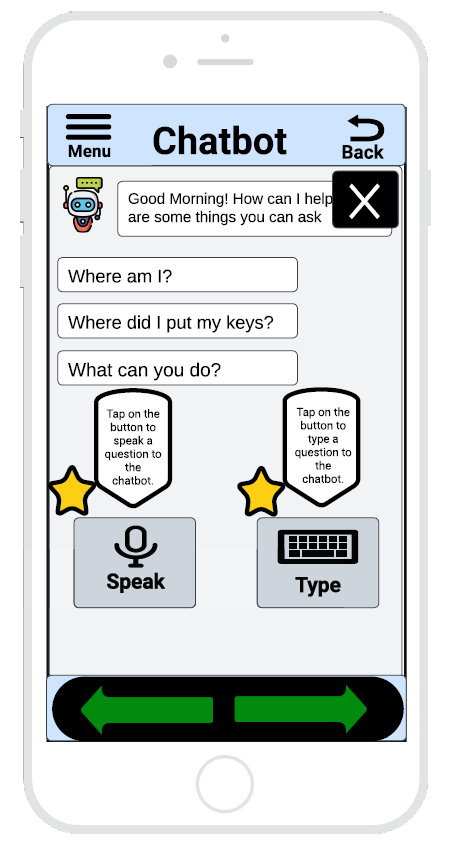 Menu
Chatbot
Back
Good Morning! How can I help
are some things you can ask
X
Where am I?
Where did I put my keys?
What can you do?
Tap on the
button to
speak a
question to
the
chatbot.
Tap on the
button to
type a
question to
the
chatbot.
Speak
Type